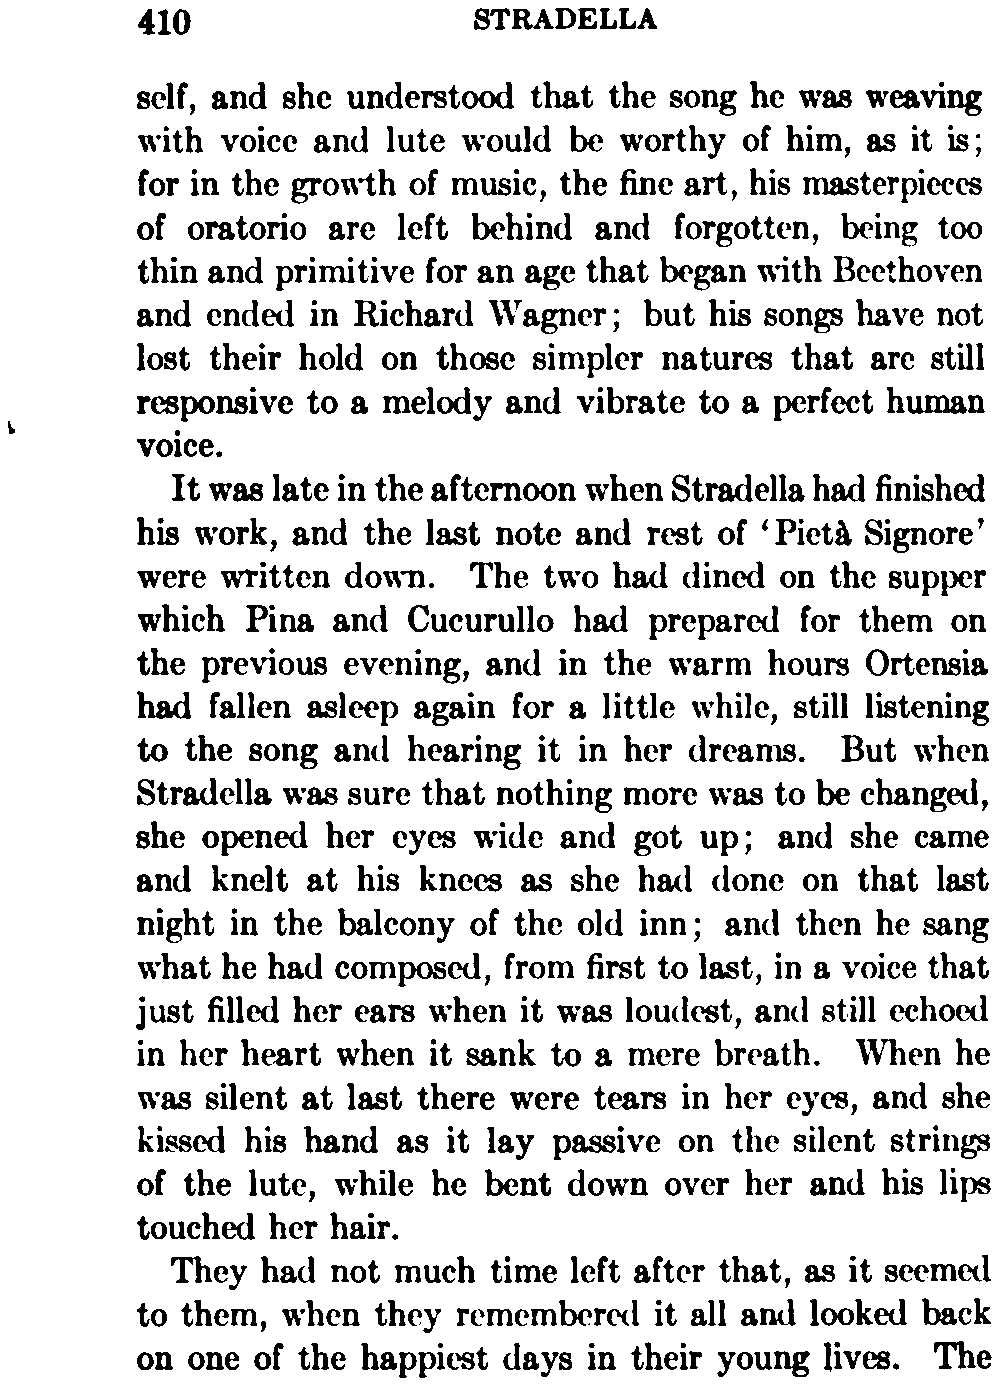 410 STRADELLA
self, and she understood that the song he was weaving
with voice and lute would be worthy of him, as it is;
for in the growth of music, the fine art, his masterpieces
of oratorio are left behind and forgotten, being too
thin and primitive for an age that began with Beethoven
and ended in Richard Wagner; but his songs have not
lost their hold on those simpler natures that are still
responsive to a melody and vibrate to a perfect human
voice.
It was late in the afternoon when Stradella had finished
his work, and the last note and rest of ‘Pietà Signore’
were written down. The two had dined on the supper
which Pina and Cucurullo had prepared for them on
the previous evening, and in the warm hours Ortensia
had fallen asleep again for a little while, still listening
to the song and hearing it in her dreams. But when
Stradella was sure that nothing more was to be changed,
she opened her eyes wide and got up; and she came
and knelt at his knees as she had done on that last
night in the balcony of the old inn; and then he sang
what he had composed, from first to last, in a voice that
just filled her ears when it was loudest, and still echoed
in her heart when it sank to a mere breath. When he
was silent at last there were tears in her eyes, and she
kissed his hand as it lay passive on the silent strings
of the lute, while he bent down over her and his lips
touched her hair.
They had not much time left after that, as it seemed
to them, when they remembered it all and looked back
on one of the happiest days in their young lives. The